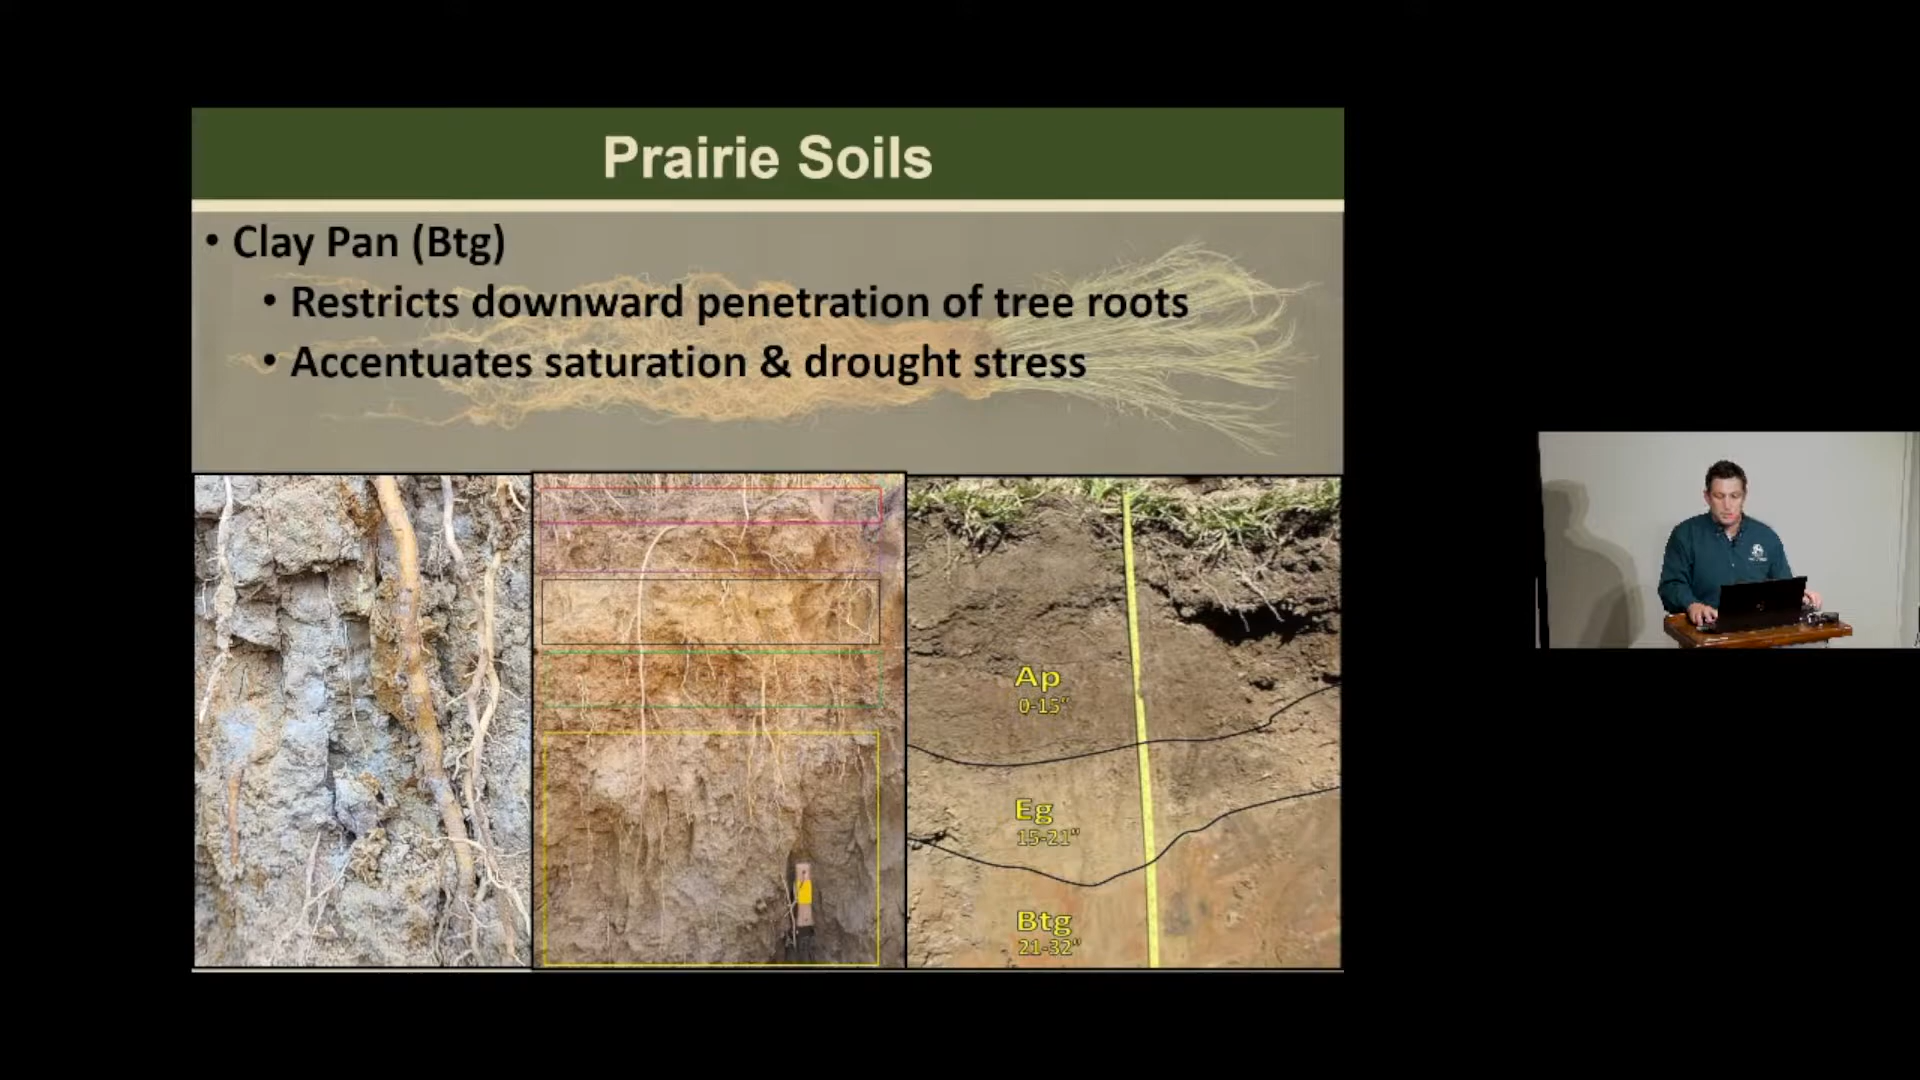 Prairie Soils
• Clay Pan (Btg)
• Restricts downward penetration of tree roots
• Accentuates saturation & drought stress
Ap
0-15"
Eg
15-21"
Btg
21-32"